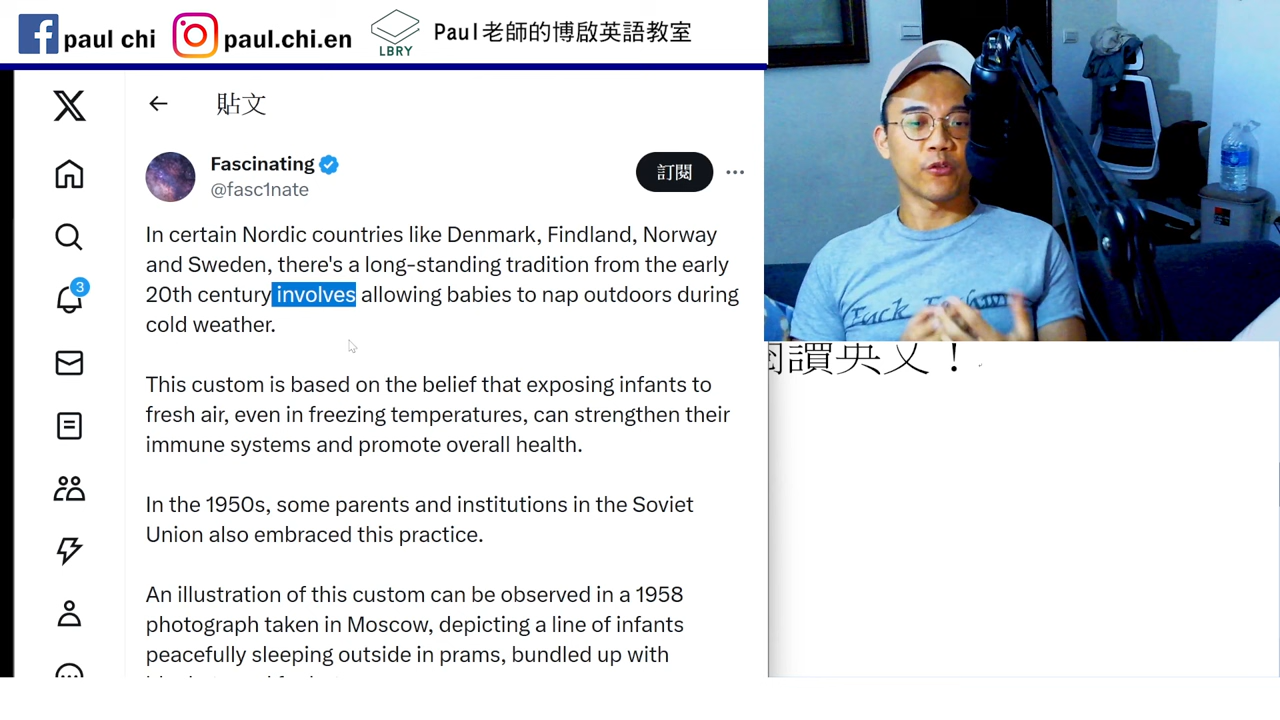 paul chi
paul.chi.en
LBRY
Paul老師的博啟英語教室
貼文
Fascinating
@fasc1nate
訂閱
In certain Nordic countries like Denmark, Findland, Norway
and Sweden, there's a long-standing tradition from the early
20th century involves allowing babies to nap outdoors during
cold weather.
3
This custom is based on the belief that exposing infants to
fresh air, even in freezing temperatures, can strengthen their
immune systems and promote overall health.
In the 1950s, some parents and institutions in the Soviet
Union also embraced this practice.
An illustration of this custom can be observed in a 1958
photograph taken in Moscow, depicting a line of infants
peacefully sleeping outside in prams, bundled up with
閱讀英文！